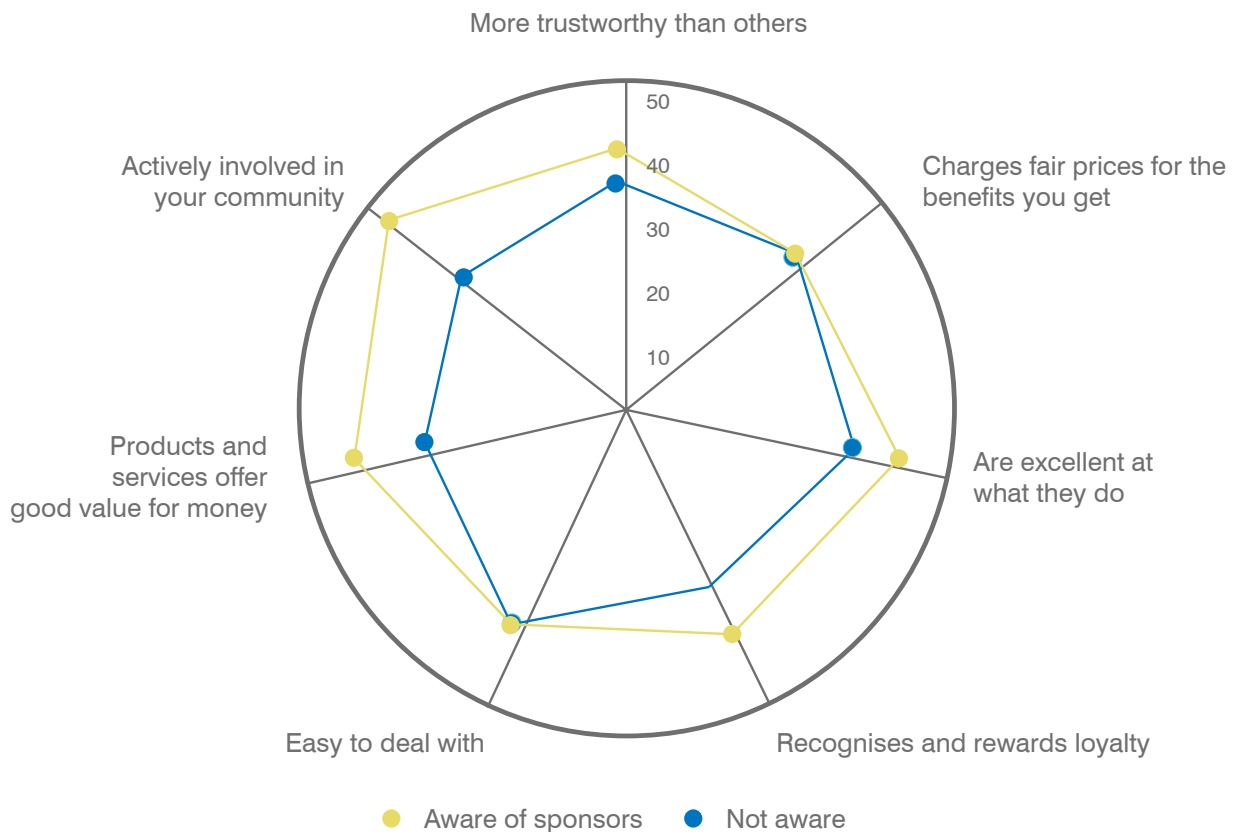 More trustworthy than others
50
Actively involved in
your community
40
Charges fair prices for the
benefits you get
30
20
10
Products and
services offer
good value for money
Are excellent at
what they do
Easy to deal with
Recognises and rewards loyalty
Aware of sponsors
Not aware